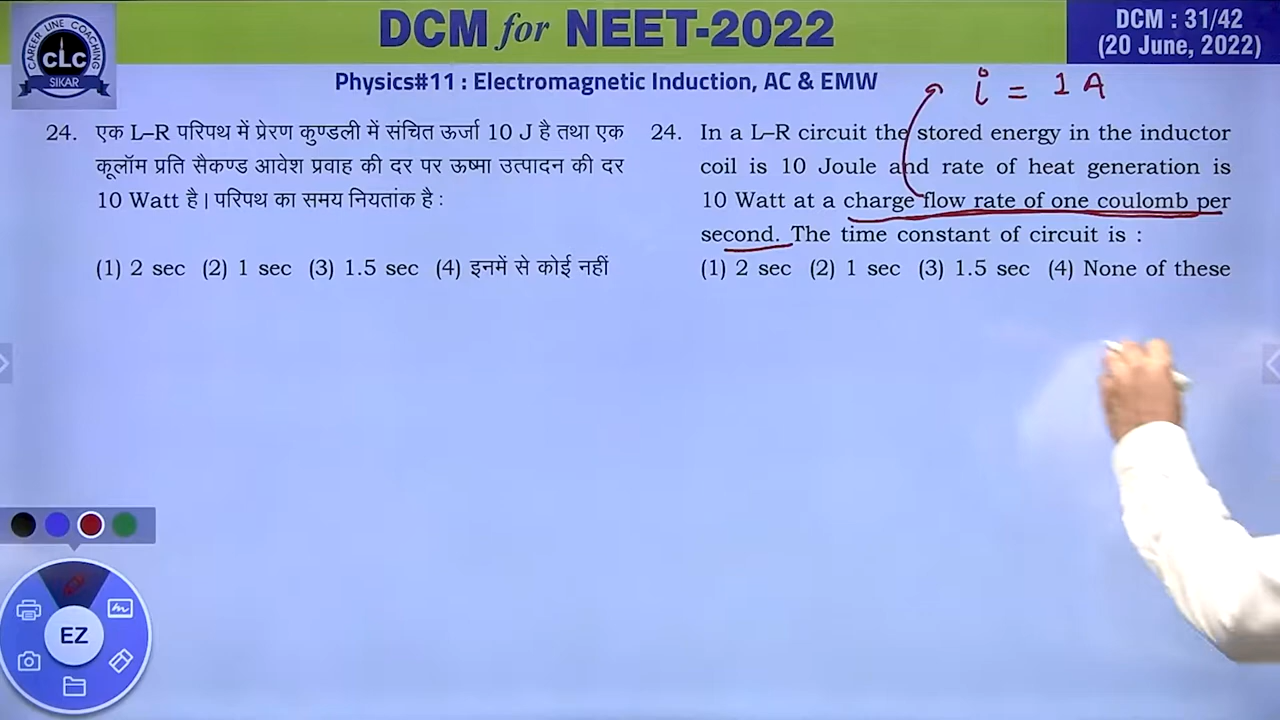 CAREER LINE COACHING
CLC
SIKAR
DCM for NEET-2022
DCM : 31/42
(20 June, 2022)
Physics#11 : Electromagnetic Induction, AC & EMW
i = 1 A
24. एक L–R परिपथ में प्रेरण कुण्डली में संचित ऊर्जा 10 J है तथा एक
कूलॉम प्रति सैकण्ड आवेश प्रवाह की दर पर ऊष्मा उत्पादन की दर
10 Watt है। परिपथ का समय नियतांक है :
(1) 2 sec (2) 1 sec (3) 1.5 sec (4) इनमें से कोई नहीं
24. In a L–R circuit the stored energy in the inductor
coil is 10 Joule and rate of heat generation is
10 Watt at a charge flow rate of one coulomb per
second. The time constant of circuit is :
(1) 2 sec (2) 1 sec (3) 1.5 sec (4) None of these
EZ